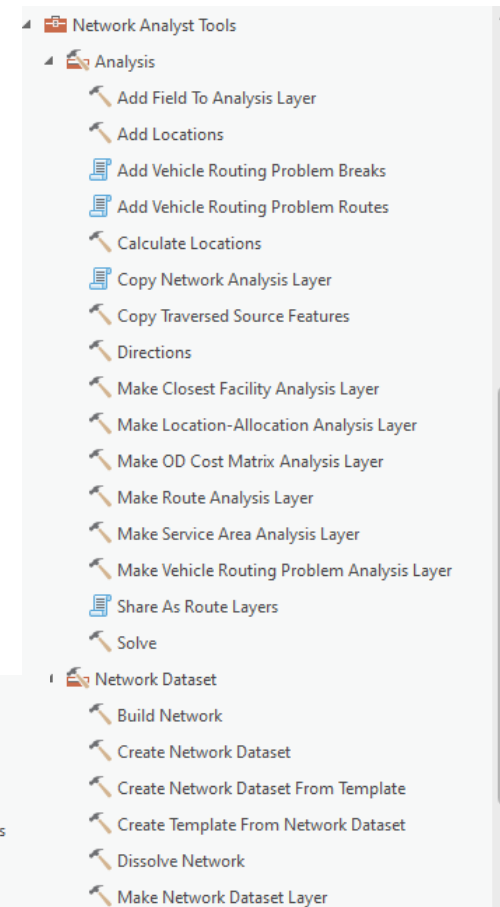 Network Analyst Tools
Analysis
Add Field To Analysis Layer
Add Locations
Add Vehicle Routing Problem Breaks
Add Vehicle Routing Problem Routes
Calculate Locations
Copy Network Analysis Layer
Copy Traversed Source Features
Directions
Make Closest Facility Analysis Layer
Make Location-Allocation Analysis Layer
Make OD Cost Matrix Analysis Layer
Make Route Analysis Layer
Make Service Area Analysis Layer
Make Vehicle Routing Problem Analysis Layer
Share As Route Layers
Solve
Network Dataset
Build Network
Create Network Dataset
Create Network Dataset From Template
s
Create Template From Network Dataset
Dissolve Network
Make Network Dataset Layer